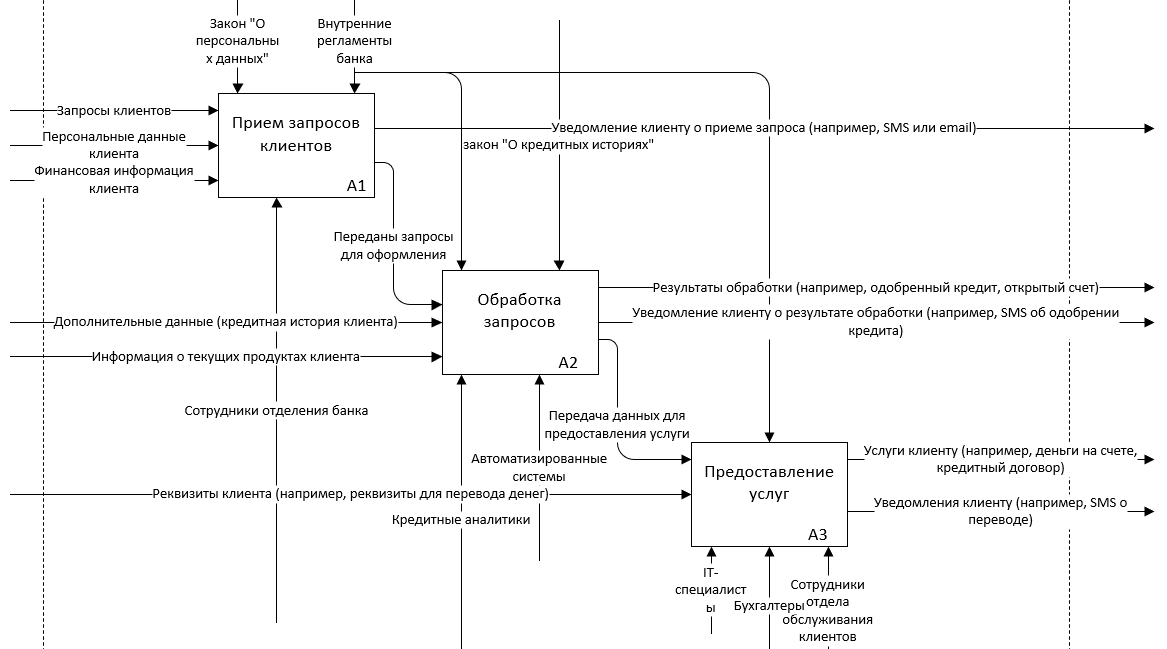 Закон "О
персональны
х данных"
Внутренние
регламенты
банка
Запросы клиентов
Персональные данные
клиента
Финансовая информация
клиента
Прием запросов
клиентов
A1
Уведомление клиенту о приеме запроса (например, SMS или email)
закон "О кредитных историях"
Переданы запросы
для оформления
Обработка
запросов
A2
Результаты обработки (например, одобренный кредит, открытый счет)
Уведомление клиенту о результате обработки (например, SMS об одобрении
кредита)
Дополнительные данные (кредитная история клиента)
Информация о текущих продуктах клиента
Сотрудники отделения банка
Передача данных для
предоставления услуги
Автоматизированные
системы
Реквизиты клиента (например, реквизиты для перевода денег)
Кредитные аналитики
Предоставление
услуг
A3
Услуги клиенту (например, деньги на счете,
кредитный договор)
Уведомления клиенту (например, SMS о
переводе)
IT-
специалист
ы
Бухгалтеры
Сотрудники
отдела
обслуживания
клиентов